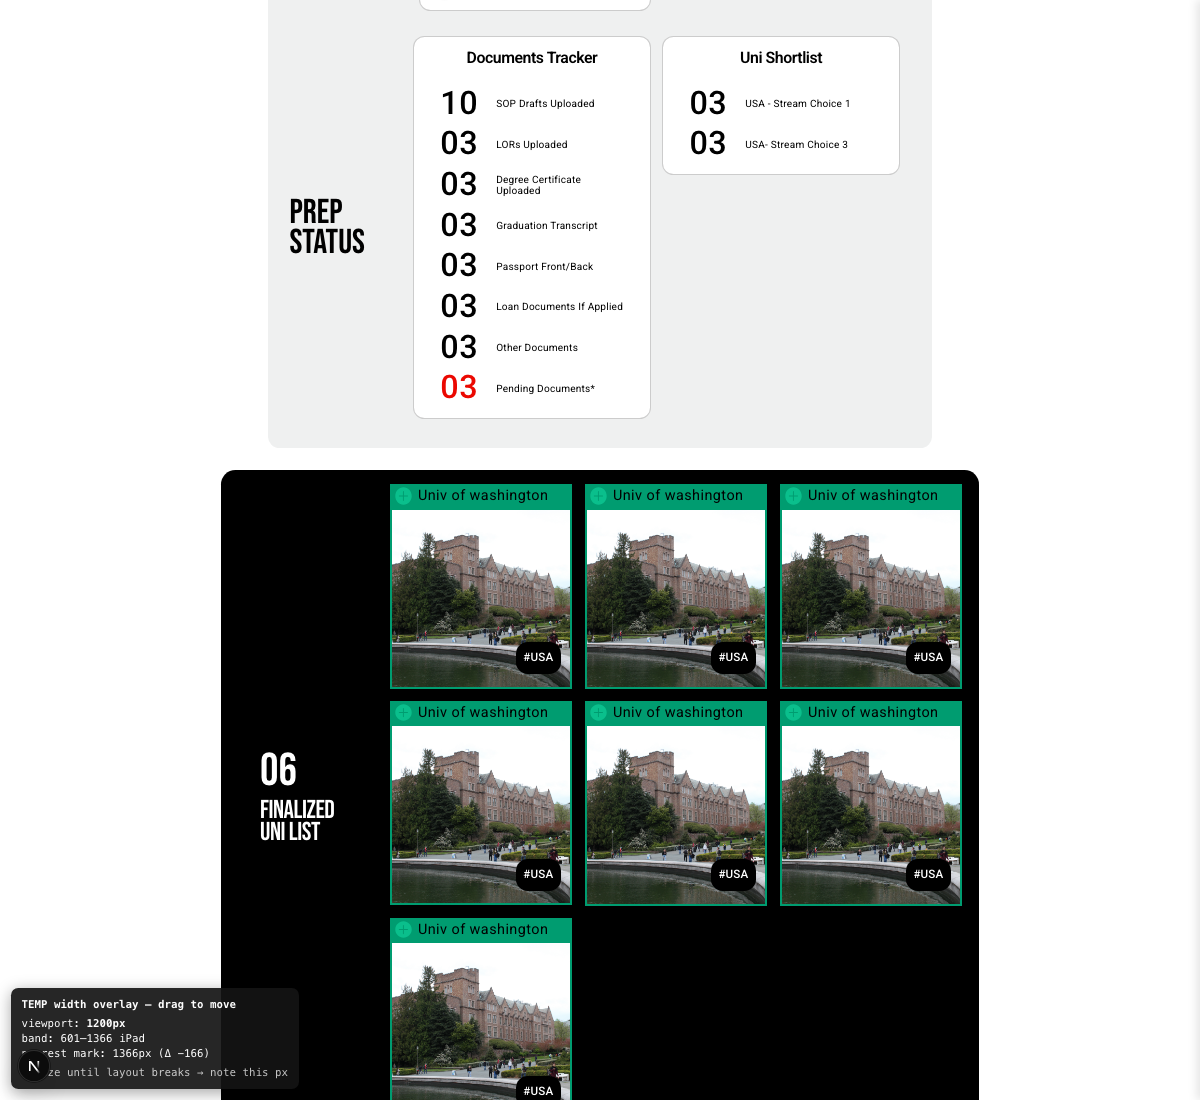 Documents Tracker
10 SOP Drafts Uploaded
03 LORs Uploaded
03 Degree Certificate
Uploaded
03 Graduation Transcript
03 Passport Front/Back
03 Loan Documents If Applied
03 Other Documents
03 Pending Documents*
Uni Shortlist
03 USA - Stream Choice 1
03 USA- Stream Choice 3
PREP
STATUS
06
FINALIZED
UNI LIST
Univ of washington
#USA
Univ of washington
#USA
Univ of washington
#USA
Univ of washington
#USA
Univ of washington
#USA
Univ of washington
#USA
Univ of washington
#USA
TEMP width overlay — drag to move
viewport: 1200px
band: 601–1366 iPad
mark: 1366px (Δ −166)
until layout breaks → note this px
N